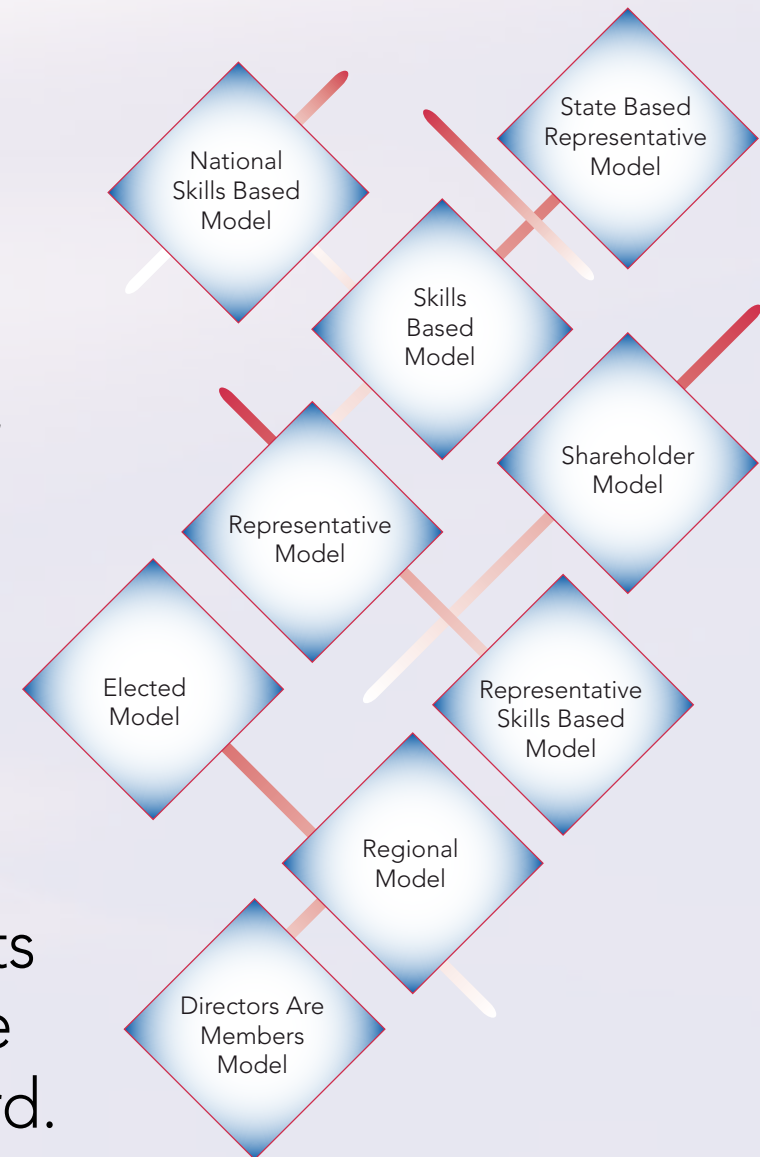 State Based
Representative
Model
National
Skills Based
Model
Skills
Based
Model
Shareholder
Model
Representative
Model
Elected
Model
Representative
Skills Based
Model
Regional
Model
Directors Are
Members
Model